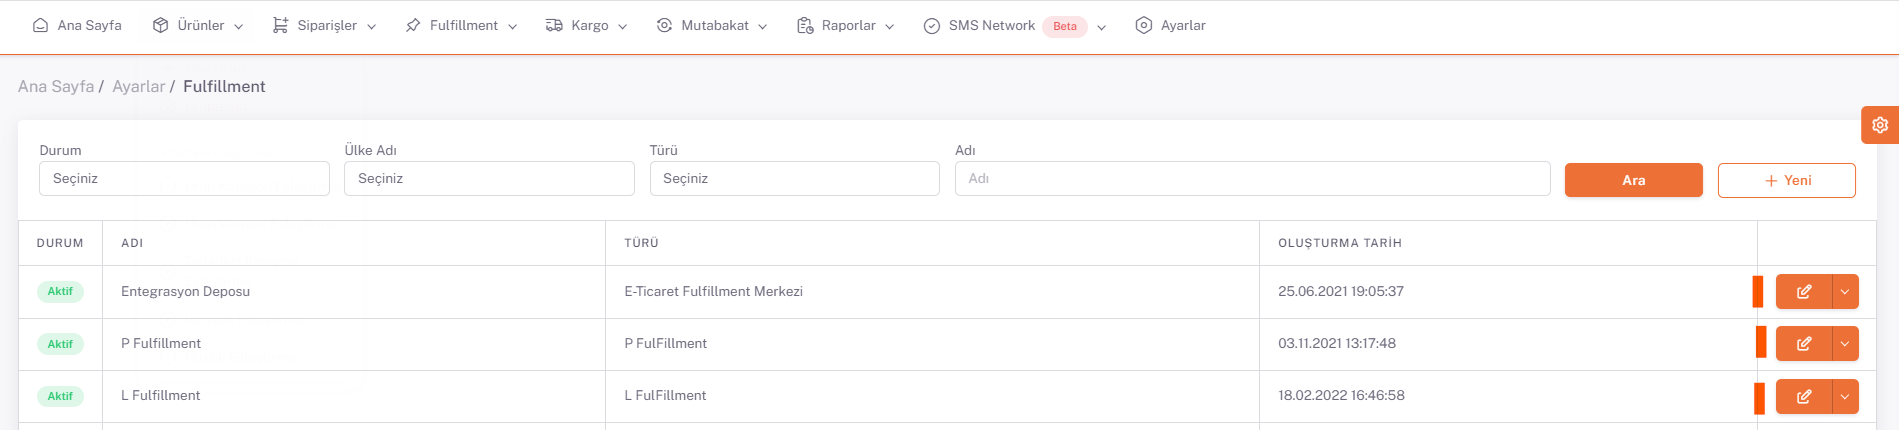 Ana Sayfa Ürünler Siparişler Fulfillment Kargo Mutabakat Raporlar SMS Network Beta Ayarlar
Ana Sayfa / Ayarlar / Fulfillment
Durum Ülke Adı Türü Adı
Seçiniz Seçiniz Seçiniz Adı Ara + Yeni
DURUM ADI TÜRÜ OLUŞTURMA TARİH
Aktif Entegrasyon Deposu E-Ticaret Fulfillment Merkezi 25.06.2021 19:05:37
Aktif P Fulfillment P FulFillment 03.11.2021 13:17:48
Aktif L Fulfillment L FulFillment 18.02.2022 16:46:58